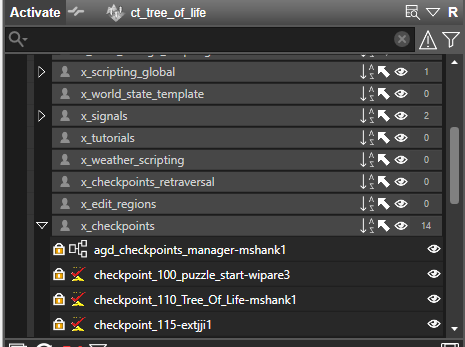 Activate ct_tree_of_life R
x_scripting_global 1
x_world_state_template 0
x_signals 2
x_tutorials 0
x_weather_scripting 0
x_checkpoints_retraversal 0
x_edit_regions 0
x_checkpoints 14
agd_checkpoints_manager-mshank1
checkpoint_100_puzzle_start-wipare3
checkpoint_110_Tree_Of_Life-mshank1
checkpoint_115-extjji1